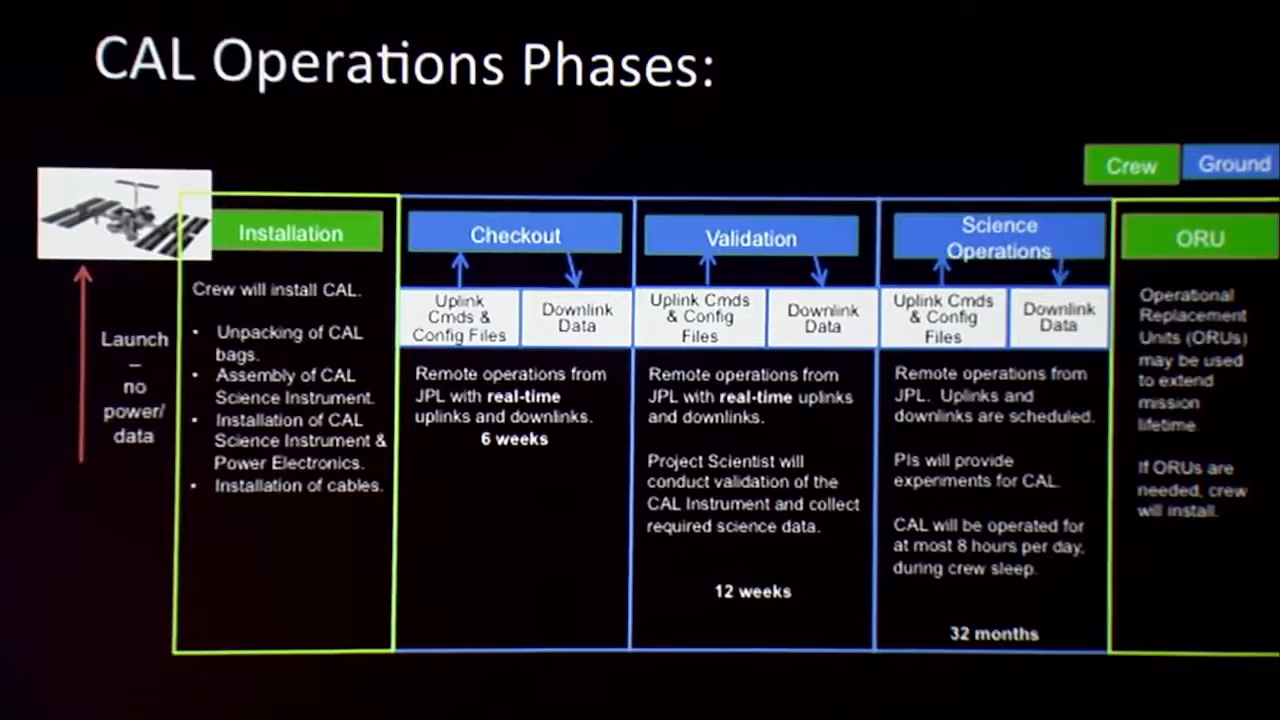 CAL Operations Phases:
Crew
Ground
Launch
–
no
power/
data
Installation
Crew will install CAL.
• Unpacking of CAL
bags.
• Assembly of CAL
Science Instrument.
• Installation of CAL
Science Instrument &
Power Electronics.
• Installation of cables.
Checkout
Uplink
Cmds &
Config Files
Downlink
Data
Remote operations from
JPL with real-time
uplinks and downlinks.
6 weeks
Validation
Uplink Cmds
& Config
Files
Downlink
Data
Remote operations from
JPL with real-time uplinks
and downlinks.
Project Scientist will
conduct validation of the
CAL Instrument and collect
required science data.
12 weeks
Science
Operations
Uplink Cmds
& Config
Files
Downlink
Data
Remote operations from
JPL. Uplinks and
downlinks are scheduled.
PIs will provide
experiments for CAL.
CAL will be operated for
at most 8 hours per day,
during crew sleep.
32 months
ORU
Operational
Replacement
Units (ORUs)
may be used
to extend
mission
lifetime.
If ORUs are
needed, crew
will install.